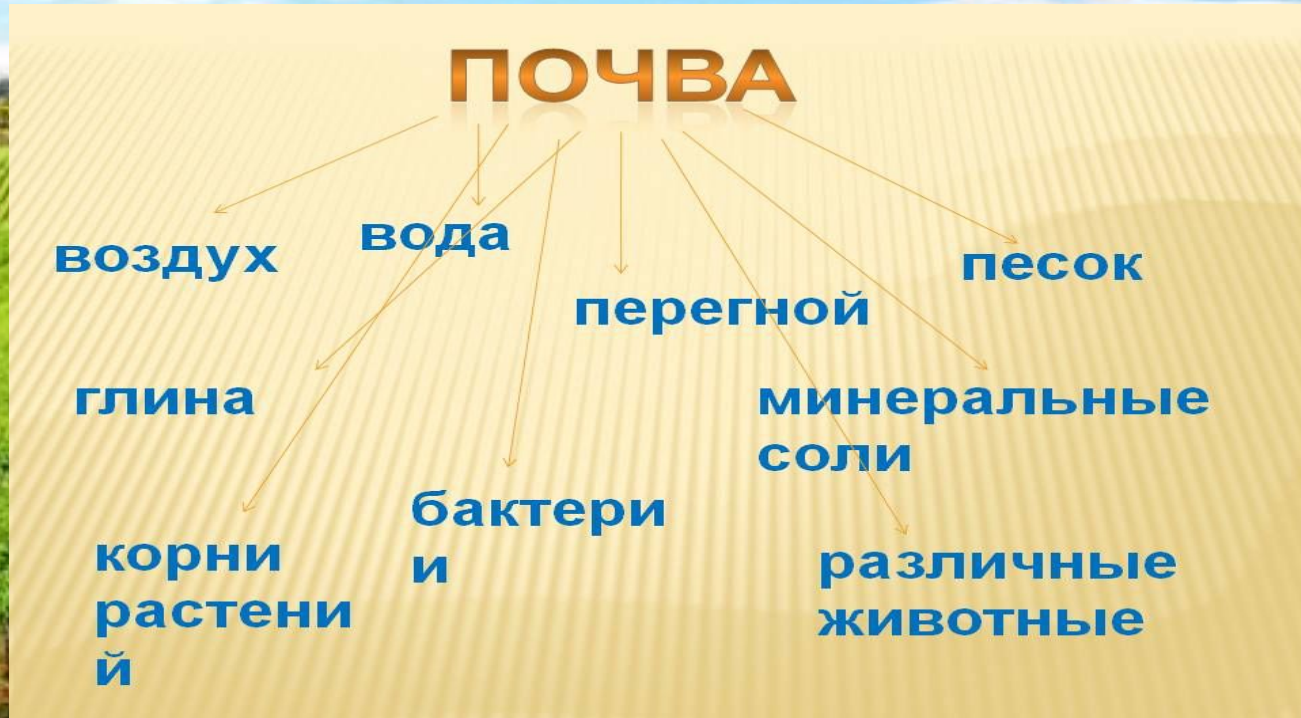 ПОЧВА
воздух
вода
песок
перегной
глина
минеральные
соли
бактери
и
корни
растени
й
различные
животные